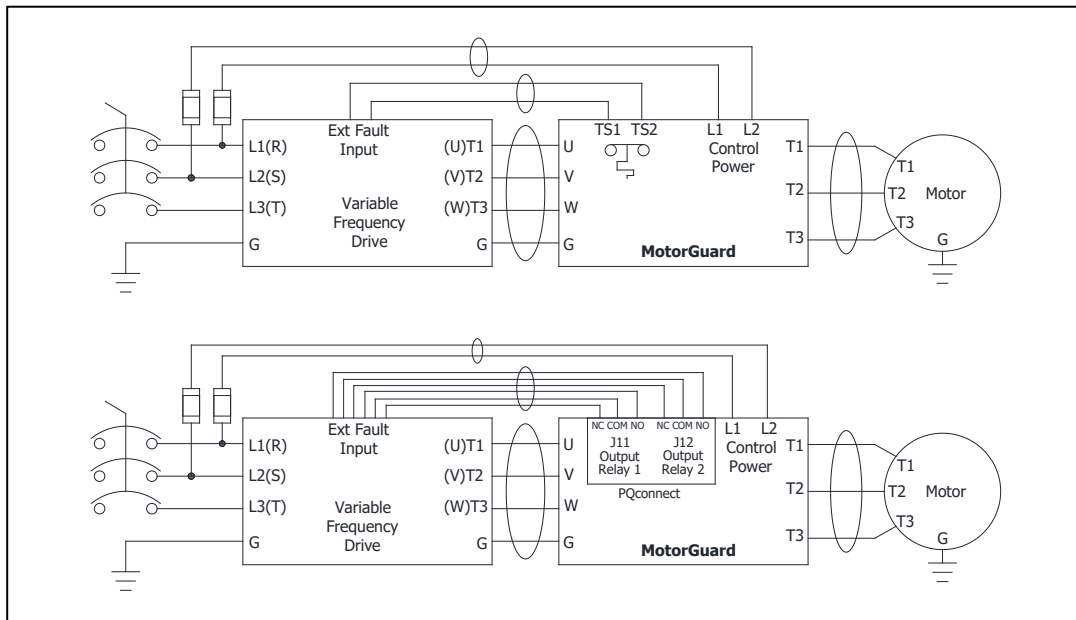 Ext Fault
Input
TS1 TS2
L1 L2
Control
Power
L1(R)
L2(S)
L3(T)
G
Variable
Frequency
Drive
(U)T1
(V)T2
(W)T3
G
U
V
W
G
MotorGuard
T1
T2
T3
T1
T2
T3
Motor
G
Ext Fault
Input
NC COM NO
NC COM NO
J11
Output
Relay 1
J12
Output
Relay 2
PQconnect
L1 L2
Control
Power
L1(R)
L2(S)
L3(T)
G
Variable
Frequency
Drive
(U)T1
(V)T2
(W)T3
G
U
V
W
G
MotorGuard
T1
T2
T3
T1
T2
T3
Motor
G